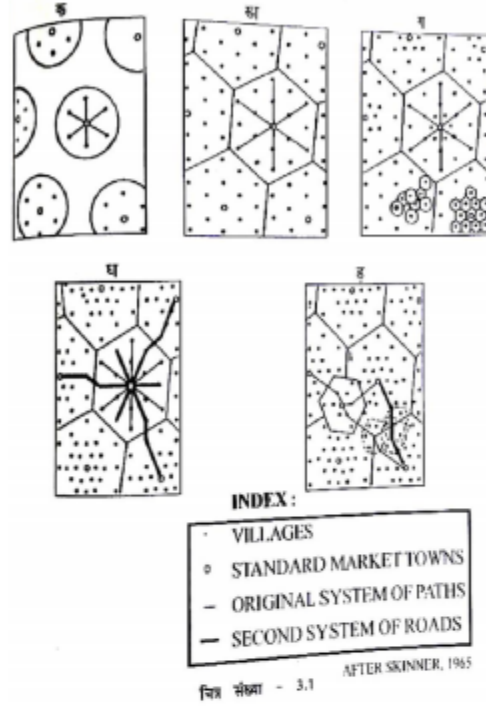 क
ख
ग
घ
ड
INDEX :
VILLAGES
STANDARD MARKET TOWNS
ORIGINAL SYSTEM OF PATHS
SECOND SYSTEM OF ROADS
AFTER SKINNER, 1965
चित्र संख्या - 3.1